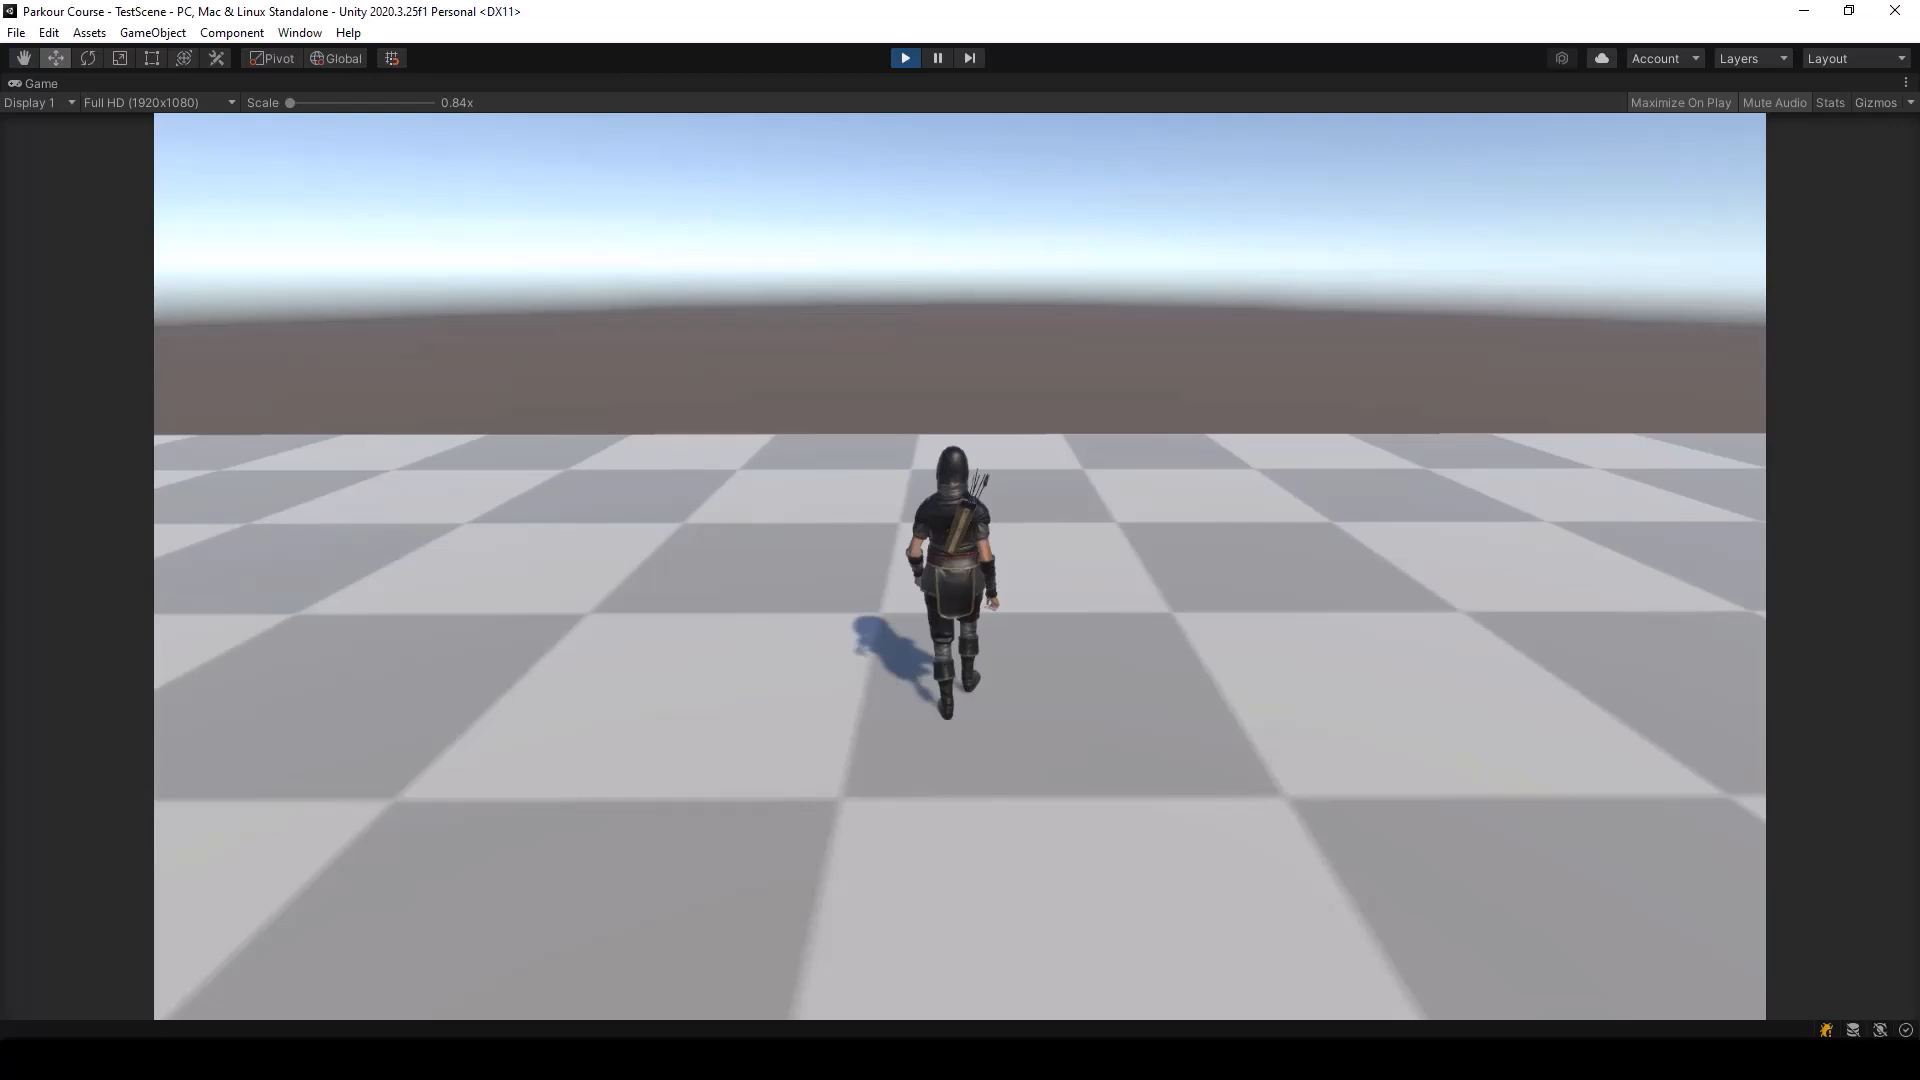 Parkour Course - TestScene - PC, Mac & Linux Standalone - Unity 2020.3.25f1 Personal <DX11>
File Edit Assets GameObject Component Window Help
Pivot Global Account Layers Layout
Game
Display 1 Full HD (1920x1080) Scale 0.84x Maximize On Play Mute Audio Stats Gizmos